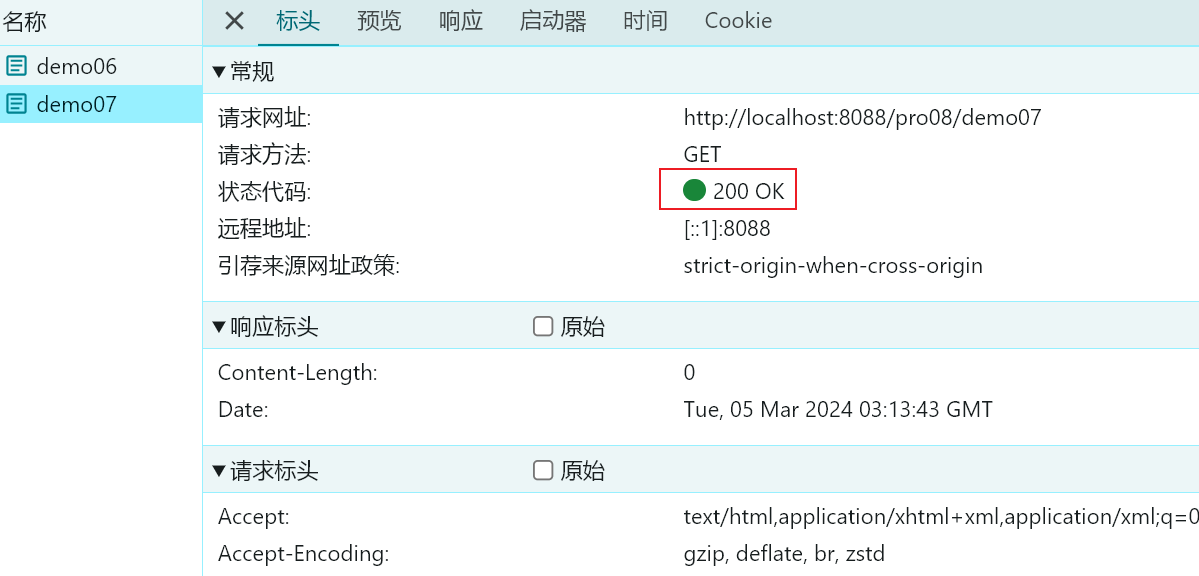 名称
标头 预览 响应 启动器 时间 Cookie
demo06
demo07
常规
请求网址: http://localhost:8088/pro08/demo07
请求方法: GET
状态代码: 200 OK
远程地址: [::1]:8088
引荐来源网址政策: strict-origin-when-cross-origin
响应标头 原始
Content-Length: 0
Date: Tue, 05 Mar 2024 03:13:43 GMT
请求标头 原始
Accept: text/html,application/xhtml+xml,application/xml;q=0
Accept-Encoding: gzip, deflate, br, zstd